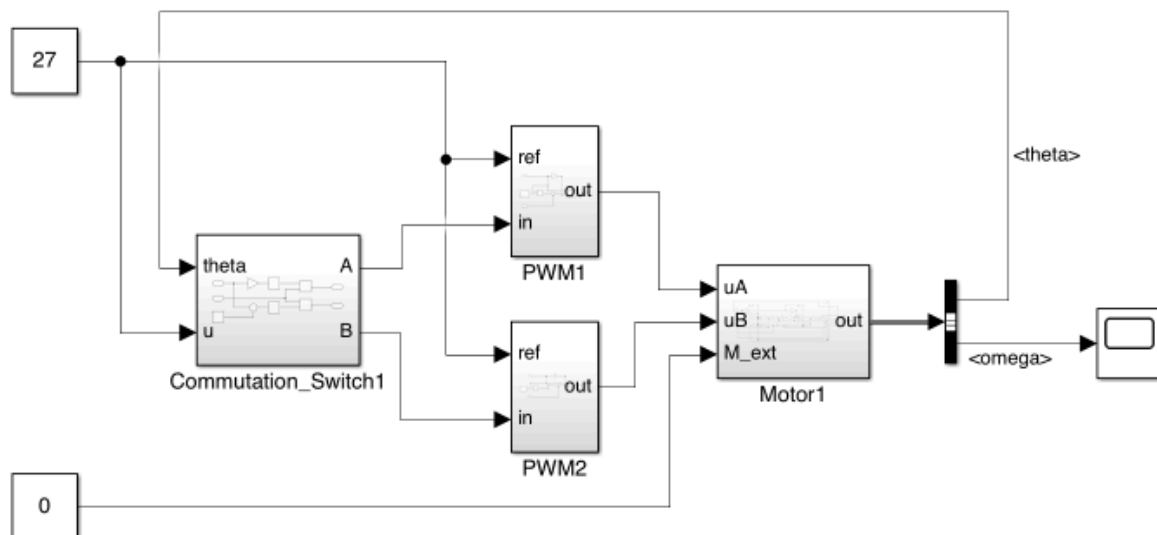 27
<theta>
ref
out
in
PWM1
theta
A
u
B
Commutation_Switch1
uA
uB
out
M_ext
Motor1
<omega>
ref
out
in
PWM2
0